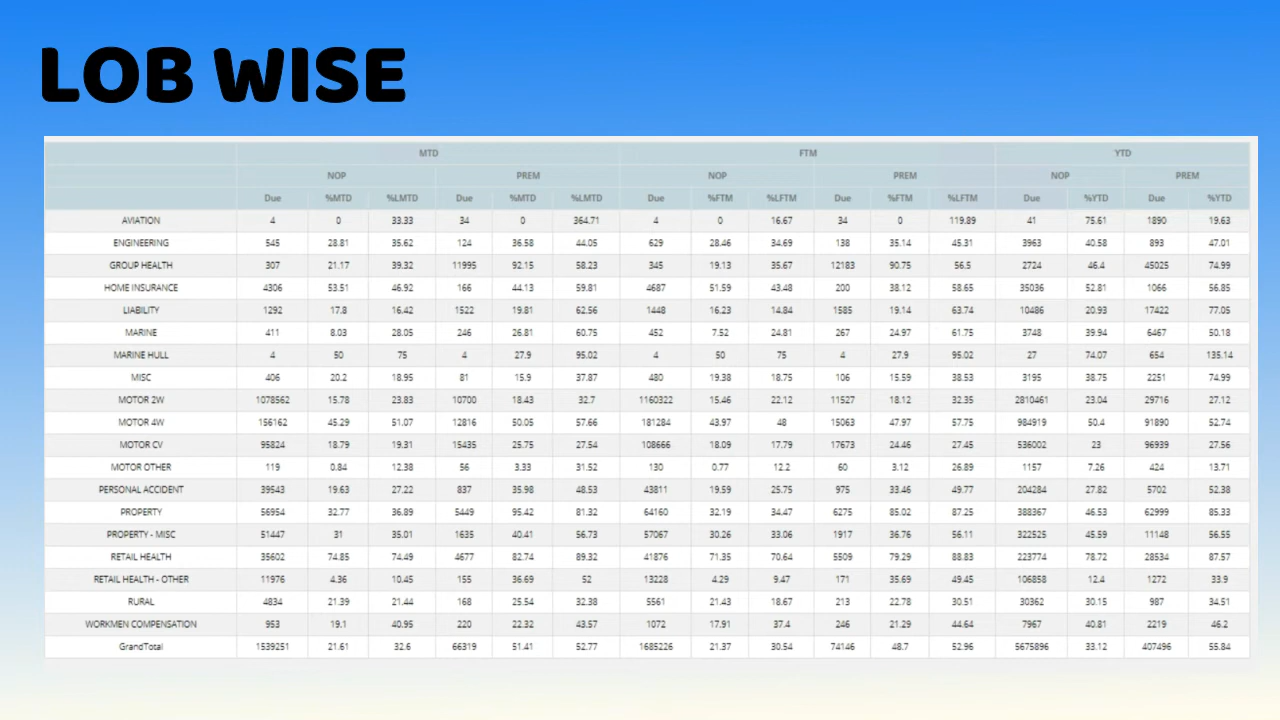 LOB WISE
MTD FTM YTD
NOP PREM NOP PREM NOP PREM
Due %MTD %LMTD Due %MTD %LMTD Due %FTM %LFTM Due %FTM %LFTM Due %YTD Due %YTD
AVIATION 4 0 33.33 34 0 364.71 4 0 16.67 34 0 119.89 41 75.61 1890 19.63
ENGINEERING 545 28.81 35.62 124 36.58 44.05 629 28.46 34.69 138 35.14 45.31 3963 40.58 893 47.01
GROUP HEALTH 307 21.17 39.32 11995 92.15 58.23 345 19.13 35.67 12183 90.75 56.5 2724 46.4 45025 74.99
HOME INSURANCE 4306 53.51 46.92 166 44.13 59.81 4687 51.59 43.48 200 38.12 58.65 35036 52.81 1066 56.85
LIABILITY 1292 17.8 16.42 1522 19.81 62.56 1448 16.23 14.84 1585 19.14 63.74 10486 20.93 17422 77.05
MARINE 411 8.03 28.05 246 26.81 60.75 452 7.52 24.81 267 24.97 61.75 3748 39.94 6467 50.18
MARINE HULL 4 50 75 4 27.9 95.02 4 50 75 4 27.9 95.02 27 74.07 654 135.14
MISC 406 20.2 18.95 81 15.9 37.87 480 19.38 18.75 106 15.59 38.53 3195 38.75 2251 74.99
MOTOR 2W 1078562 15.78 23.83 10700 18.43 32.7 1160322 15.46 22.12 11527 18.12 32.35 2810461 23.04 29716 27.12
MOTOR 4W 156162 45.29 51.07 12816 50.05 57.66 181284 43.97 48 15063 47.97 57.75 984919 50.4 91890 52.74
MOTOR CV 95824 18.79 19.31 15435 25.75 27.54 108666 18.09 17.79 17673 24.46 27.45 536002 23 96939 27.56
MOTOR OTHER 119 0.84 12.38 56 3.33 31.52 130 0.77 12.2 60 3.12 26.89 1157 7.26 424 13.71
PERSONAL ACCIDENT 39543 19.63 27.22 837 35.98 48.53 43811 19.59 25.75 975 33.46 49.77 204284 27.82 5702 52.38
PROPERTY 56954 32.77 36.89 5449 95.42 81.32 64160 32.19 34.47 6275 85.02 87.25 388367 46.53 62999 85.33
PROPERTY - MISC 51447 31 35.01 1635 40.41 56.73 57067 30.26 33.06 1917 36.76 56.11 322525 45.59 11148 56.55
RETAIL HEALTH 35602 74.85 74.49 4677 82.74 89.32 41876 71.35 70.64 5509 79.29 88.83 223774 78.72 28534 87.57
RETAIL HEALTH - OTHER 11976 4.36 10.45 155 36.69 52 13228 4.29 9.47 171 35.69 49.45 106858 12.4 1272 33.9
RURAL 4834 21.39 21.44 168 25.54 32.38 5561 21.43 18.67 213 22.78 30.51 30362 30.15 987 34.51
WORKMEN COMPENSATION 953 19.1 40.95 220 22.32 43.57 1072 17.91 37.4 246 21.29 44.64 7967 40.81 2219 46.2
GrandTotal 1539251 21.61 32.6 66319 51.41 52.77 1685226 21.37 30.54 74146 48.7 52.96 5675896 33.12 407496 55.84